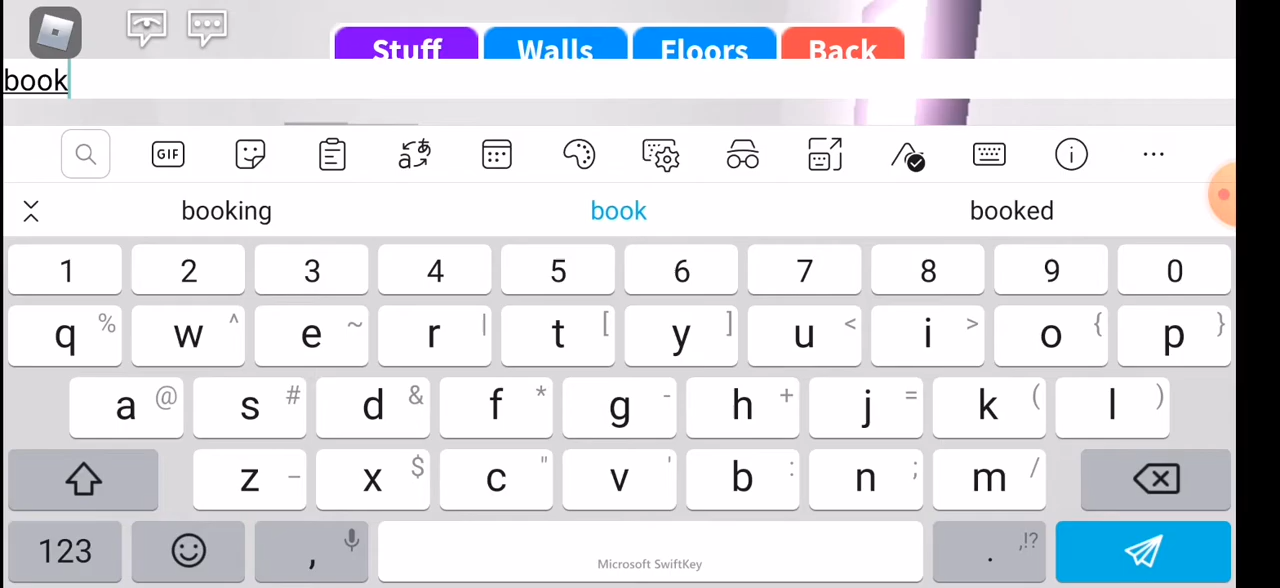 Stuff Walls Floors Back
book
GIF
booking book booked
1 2 3 4 5 6 7 8 9 0
q % w ^ e ~ r | t [ y ] u < i > o { p }
a @ s # d & f * g - h + j = k ( l )
z _ x $ c " v ' b : n ; m /
123 , . ,!?
Microsoft SwiftKey